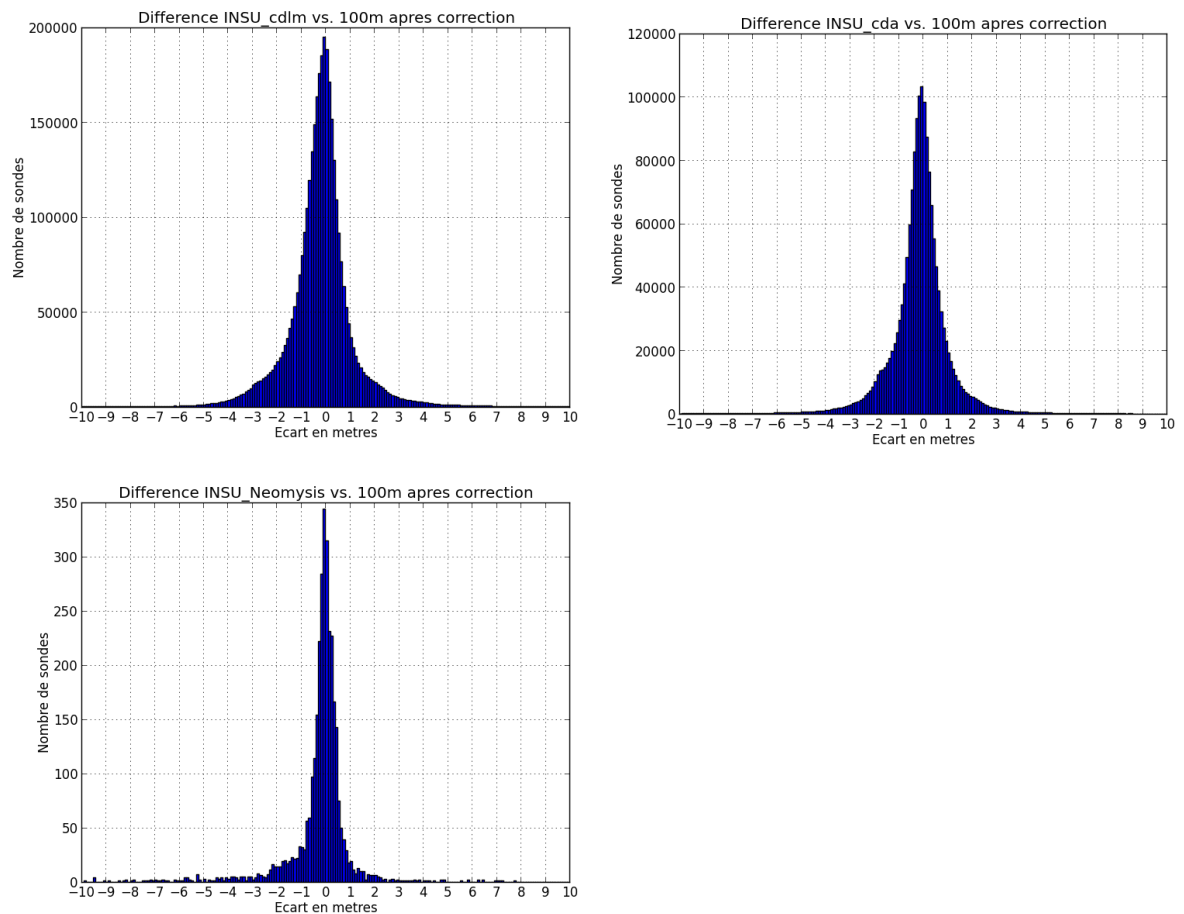 Difference INSU_cdlm vs. 100m apres correction
200000
150000
100000
50000
0
Nombre de sondes
−10 −9 −8 −7 −6 −5 −4 −3 −2 −1 0 1 2 3 4 5 6 7 8 9 10
Ecart en metres
Difference INSU_cda vs. 100m apres correction
120000
100000
80000
60000
40000
20000
0
Nombre de sondes
−10 −9 −8 −7 −6 −5 −4 −3 −2 −1 0 1 2 3 4 5 6 7 8 9 10
Ecart en metres
Difference INSU_Neomysis vs. 100m apres correction
350
300
250
200
150
100
50
0
Nombre de sondes
−10 −9 −8 −7 −6 −5 −4 −3 −2 −1 0 1 2 3 4 5 6 7 8 9 10
Ecart en metres